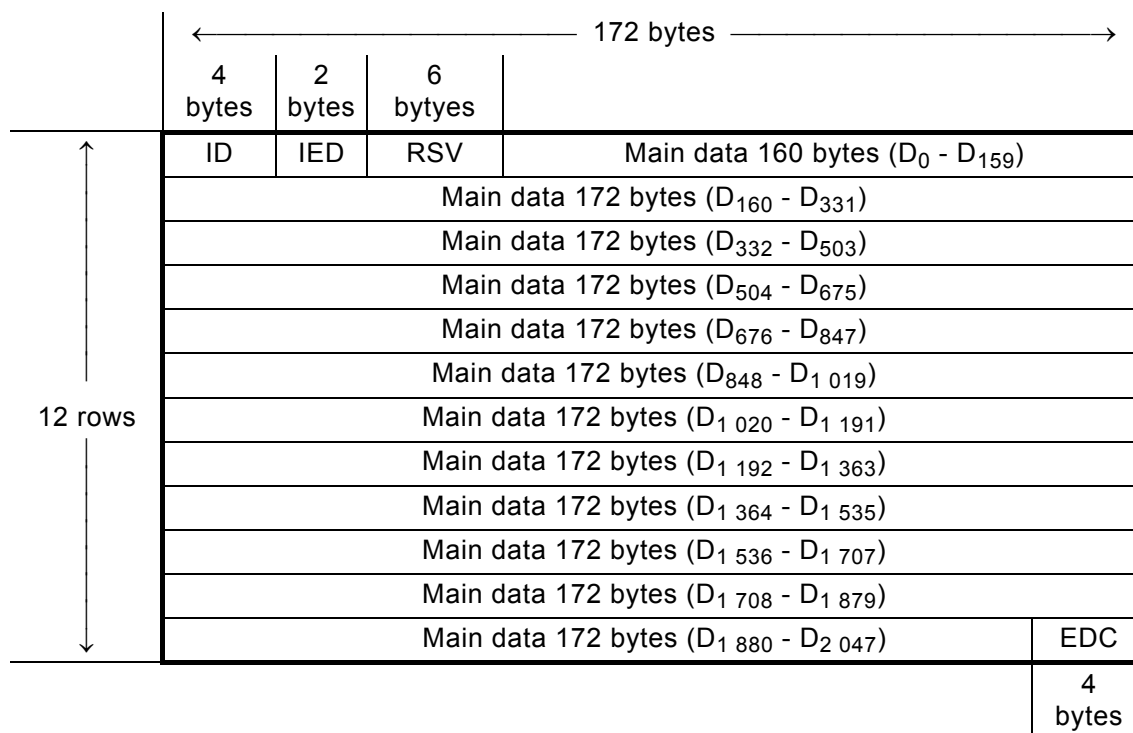 ← 172 bytes →
4 2 6
bytes bytes bytyes
ID IED RSV Main data 160 bytes (D0 - D159)
Main data 172 bytes (D160 - D331)
Main data 172 bytes (D332 - D503)
Main data 172 bytes (D504 - D675)
Main data 172 bytes (D676 - D847)
Main data 172 bytes (D848 - D1 019)
12 rows Main data 172 bytes (D1 020 - D1 191)
Main data 172 bytes (D1 192 - D1 363)
Main data 172 bytes (D1 364 - D1 535)
Main data 172 bytes (D1 536 - D1 707)
Main data 172 bytes (D1 708 - D1 879)
Main data 172 bytes (D1 880 - D2 047) EDC
4
bytes